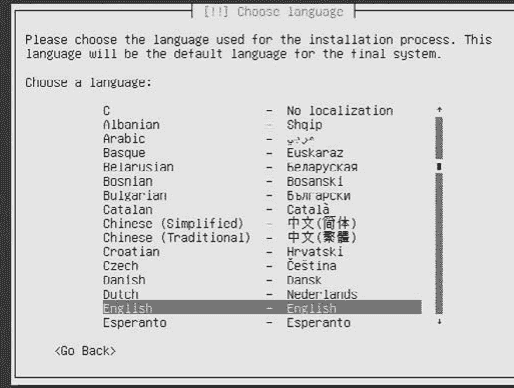 [!!] Choose language
Please choose the language used for the installation process. This
language will be the default language for the final system.
Choose a language:
C - No localization
Albanian - Shqip
Arabic - عربي
Basque - Euskaraz
Belarusian - Беларуская
Bosnian - Bosanski
Bulgarian - Български
Catalan - Català
Chinese (Simplified) - 中文(简体)
Chinese (Traditional) - 中文(繁體)
Croatian - Hrvatski
Czech - Čeština
Danish - Dansk
Dutch - Nederlands
English - English
Esperanto - Esperanto
<Go Back>